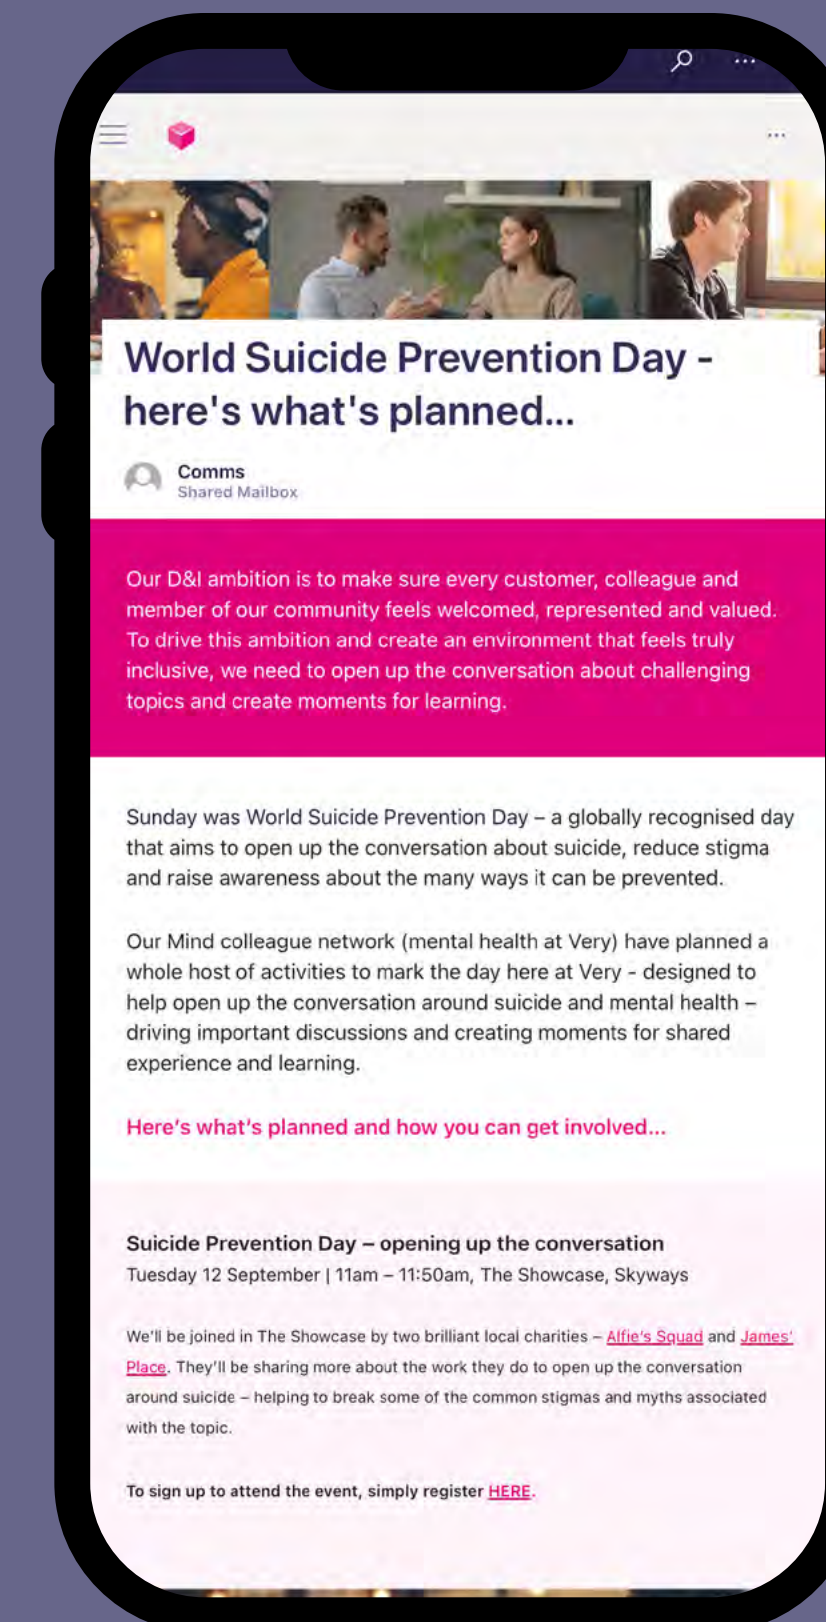 World Suicide Prevention Day -
here's what's planned...
Comms
Shared Mailbox
Our D&I ambition is to make sure every customer, colleague and
member of our community feels welcomed, represented and valued.
To drive this ambition and create an environment that feels truly
inclusive, we need to open up the conversation about challenging
topics and create moments for learning.
Sunday was World Suicide Prevention Day – a globally recognised day
that aims to open up the conversation about suicide, reduce stigma
and raise awareness about the many ways it can be prevented.
Our Mind colleague network (mental health at Very) have planned a
whole host of activities to mark the day here at Very - designed to
help open up the conversation around suicide and mental health –
driving important discussions and creating moments for shared
experience and learning.
Here's what's planned and how you can get involved...
Suicide Prevention Day – opening up the conversation
Tuesday 12 September | 11am – 11:50am, The Showcase, Skyways
We'll be joined in The Showcase by two brilliant local charities – Alfie's Squad and James'
Place. They'll be sharing more about the work they do to open up the conversation
around suicide – helping to break some of the common stigmas and myths associated
with the topic.
To sign up to attend the event, simply register HERE.